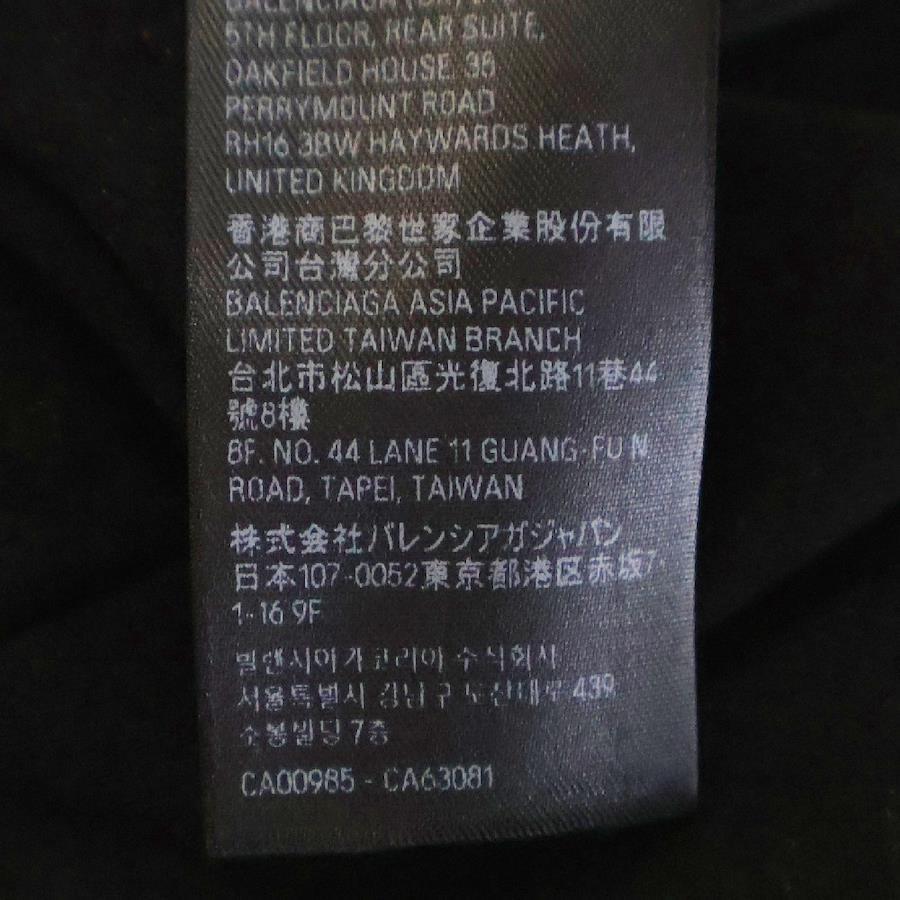 BALENCIAGA
5TH FLOOR, REAR SUITE,
OAKFIELD HOUSE 35
PERRYMOUNT ROAD
RH16 3BW HAYWARDS HEATH,
UNITED KINGDOM
香港商巴黎世家企業股份有限
公司台灣分公司
BALENCIAGA ASIA PACIFIC
LIMITED TAIWAN BRANCH
台北市松山區光復北路11巷44
號8樓
8F. NO. 44 LANE 11 GUANG-FU N
ROAD, TAPEI, TAIWAN
株式会社バレンシアガジャパン
日本107-0052東京都港区赤坂7-
1-16 9F
발렌시아가코리아 주식회사
서울특별시 강남구 도산대로 439
소봉빌딩 7층
CA00985 - CA63081